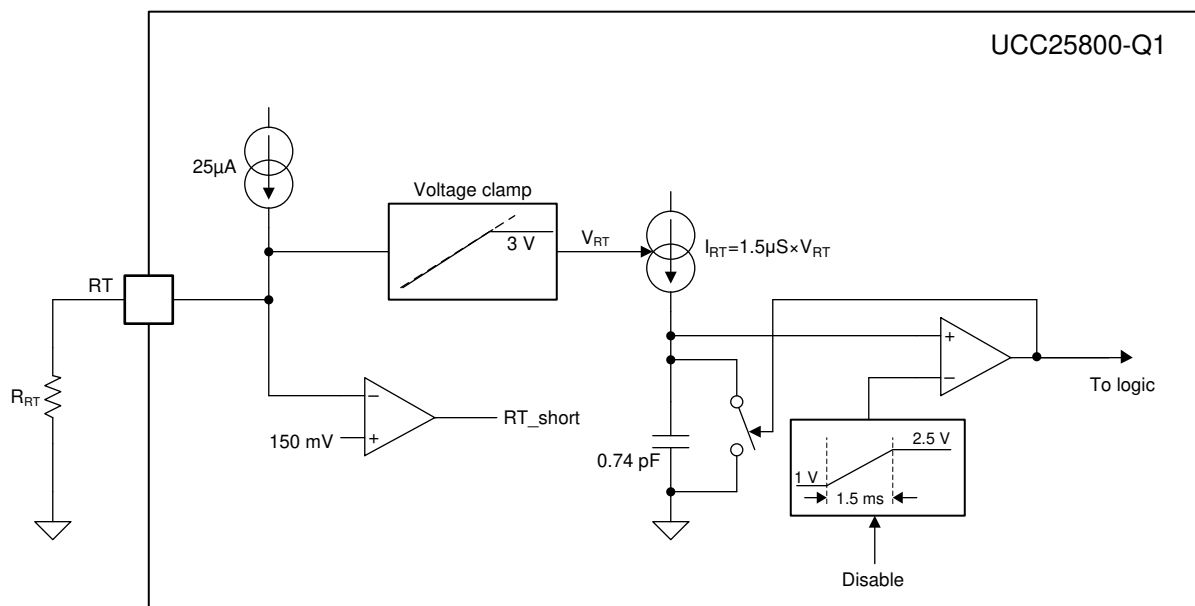 UCC25800-Q1
25µA
Voltage clamp
3 V
V_RT
I_RT=1.5µS×V_RT
RT
+
−
To logic
R_RT
−
150 mV
+
RT_short
0.74 pF
2.5 V
1 V
1.5 ms
Disable